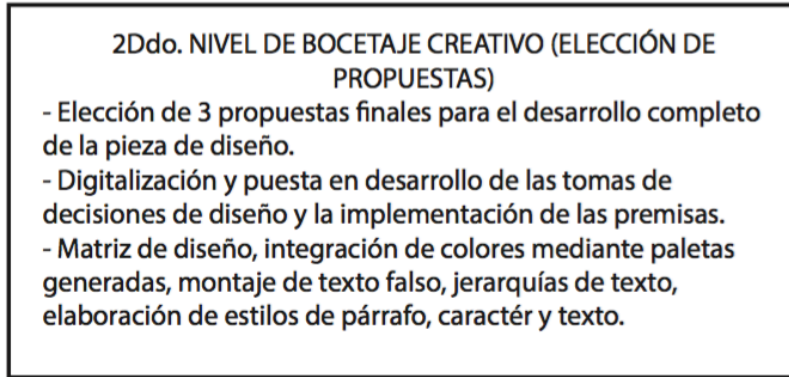 2Ddo. NIVEL DE BOCETAJE CREATIVO (ELECCIÓN DE
PROPUESTAS)
- Elección de 3 propuestas finales para el desarrollo completo
de la pieza de diseño.
- Digitalización y puesta en desarrollo de las tomas de
decisiones de diseño y la implementación de las premisas.
- Matriz de diseño, integración de colores mediante paletas
generadas, montaje de texto falso, jerarquías de texto,
elaboración de estilos de párrafo, caractér y texto.